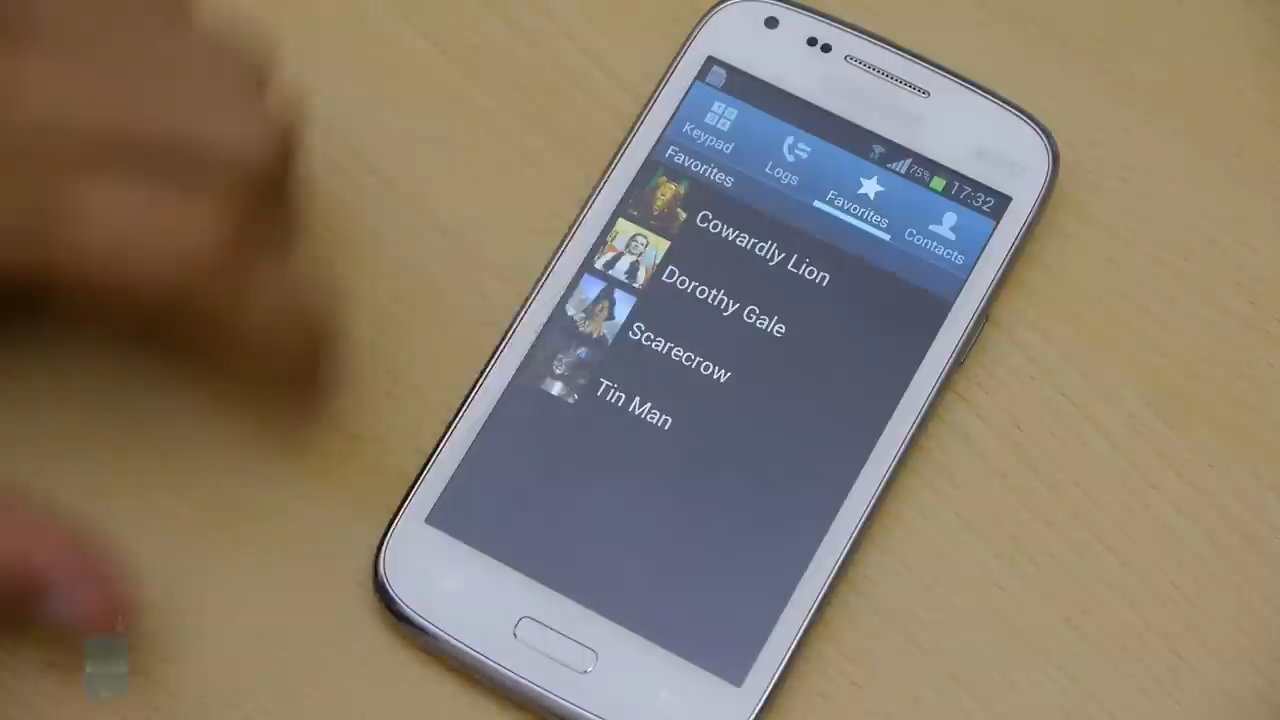 75% 17:32
Keypad
Logs
Favorites
Contacts
Favorites
Cowardly Lion
Dorothy Gale
Scarecrow
Tin Man